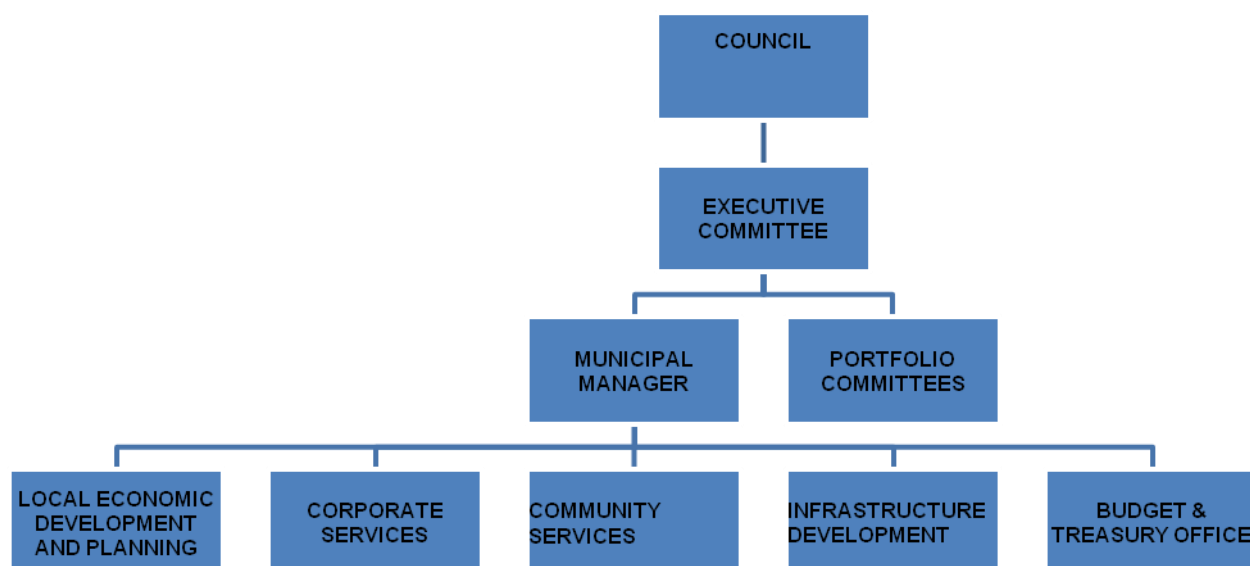 COUNCIL
EXECUTIVE
COMMITTEE
MUNICIPAL
MANAGER
PORTFOLIO
COMMITTEES
LOCAL ECONOMIC
DEVELOPMENT
AND PLANNING
CORPORATE
SERVICES
COMMUNITY
SERVICES
INFRASTRUCTURE
DEVELOPMENT
BUDGET &
TREASURY OFFICE